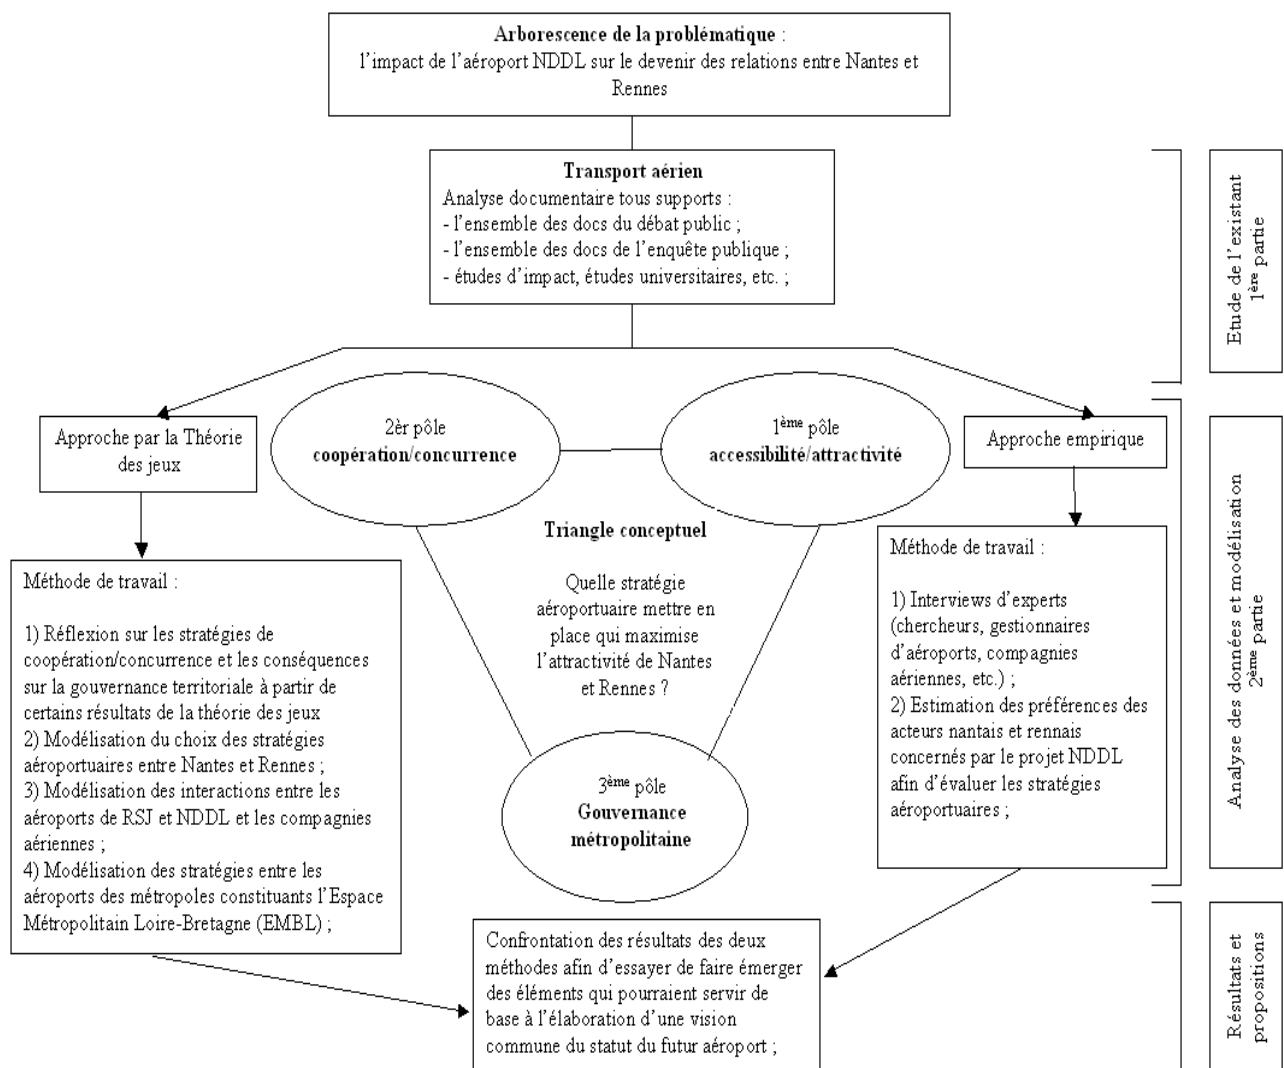 Arborescence de la problématique :
l’impact de l’aéroport NDDL sur le devenir des relations entre Nantes et
Rennes
Transport aérien
Analyse documentaire tous supports :
- l’ensemble des docs du débat public ;
- l’ensemble des docs de l’enquête publique ;
- études d’impact, études universitaires, etc. ;
Etude de l’existant
1ère partie
Approche par la Théorie
des jeux
2èr pôle
coopération/concurrence
1ème pôle
accessibilité/attractivité
Approche empirique
Triangle conceptuel
Quelle stratégie
aéroportuaire mettre en
place qui maximise
l’attractivité de Nantes
et Rennes ?
Méthode de travail :
1) Réflexion sur les stratégies de
coopération/concurrence et les conséquences
sur la gouvernance territoriale à partir de
certains résultats de la théorie des jeux
2) Modélisation du choix des stratégies
aéroportuaires entre Nantes et Rennes ;
3) Modélisation des interactions entre les
aéroports de RSJ et NDDL et les compagnies
aériennes ;
4) Modélisation des stratégies entre les
aéroports des métropoles constituants l’Espace
Métropolitain Loire-Bretagne (EMBL) ;
Méthode de travail :
1) Interviews d’experts
(chercheurs, gestionnaires
d’aéroports, compagnies
aériennes, etc.) ;
2) Estimation des préférences des
acteurs nantais et rennais
concernés par le projet NDDL
afin d’évaluer les stratégies
aéroportuaires ;
3ème pôle
Gouvernance
métropolitaine
Analyse des données et modélisation
2ème partie
Confrontation des résultats des deux
méthodes afin d’essayer de faire émerger
des éléments qui pourraient servir de
base à l’élaboration d’une vision
commune du statut du futur aéroport ;
Résultats et
propositions